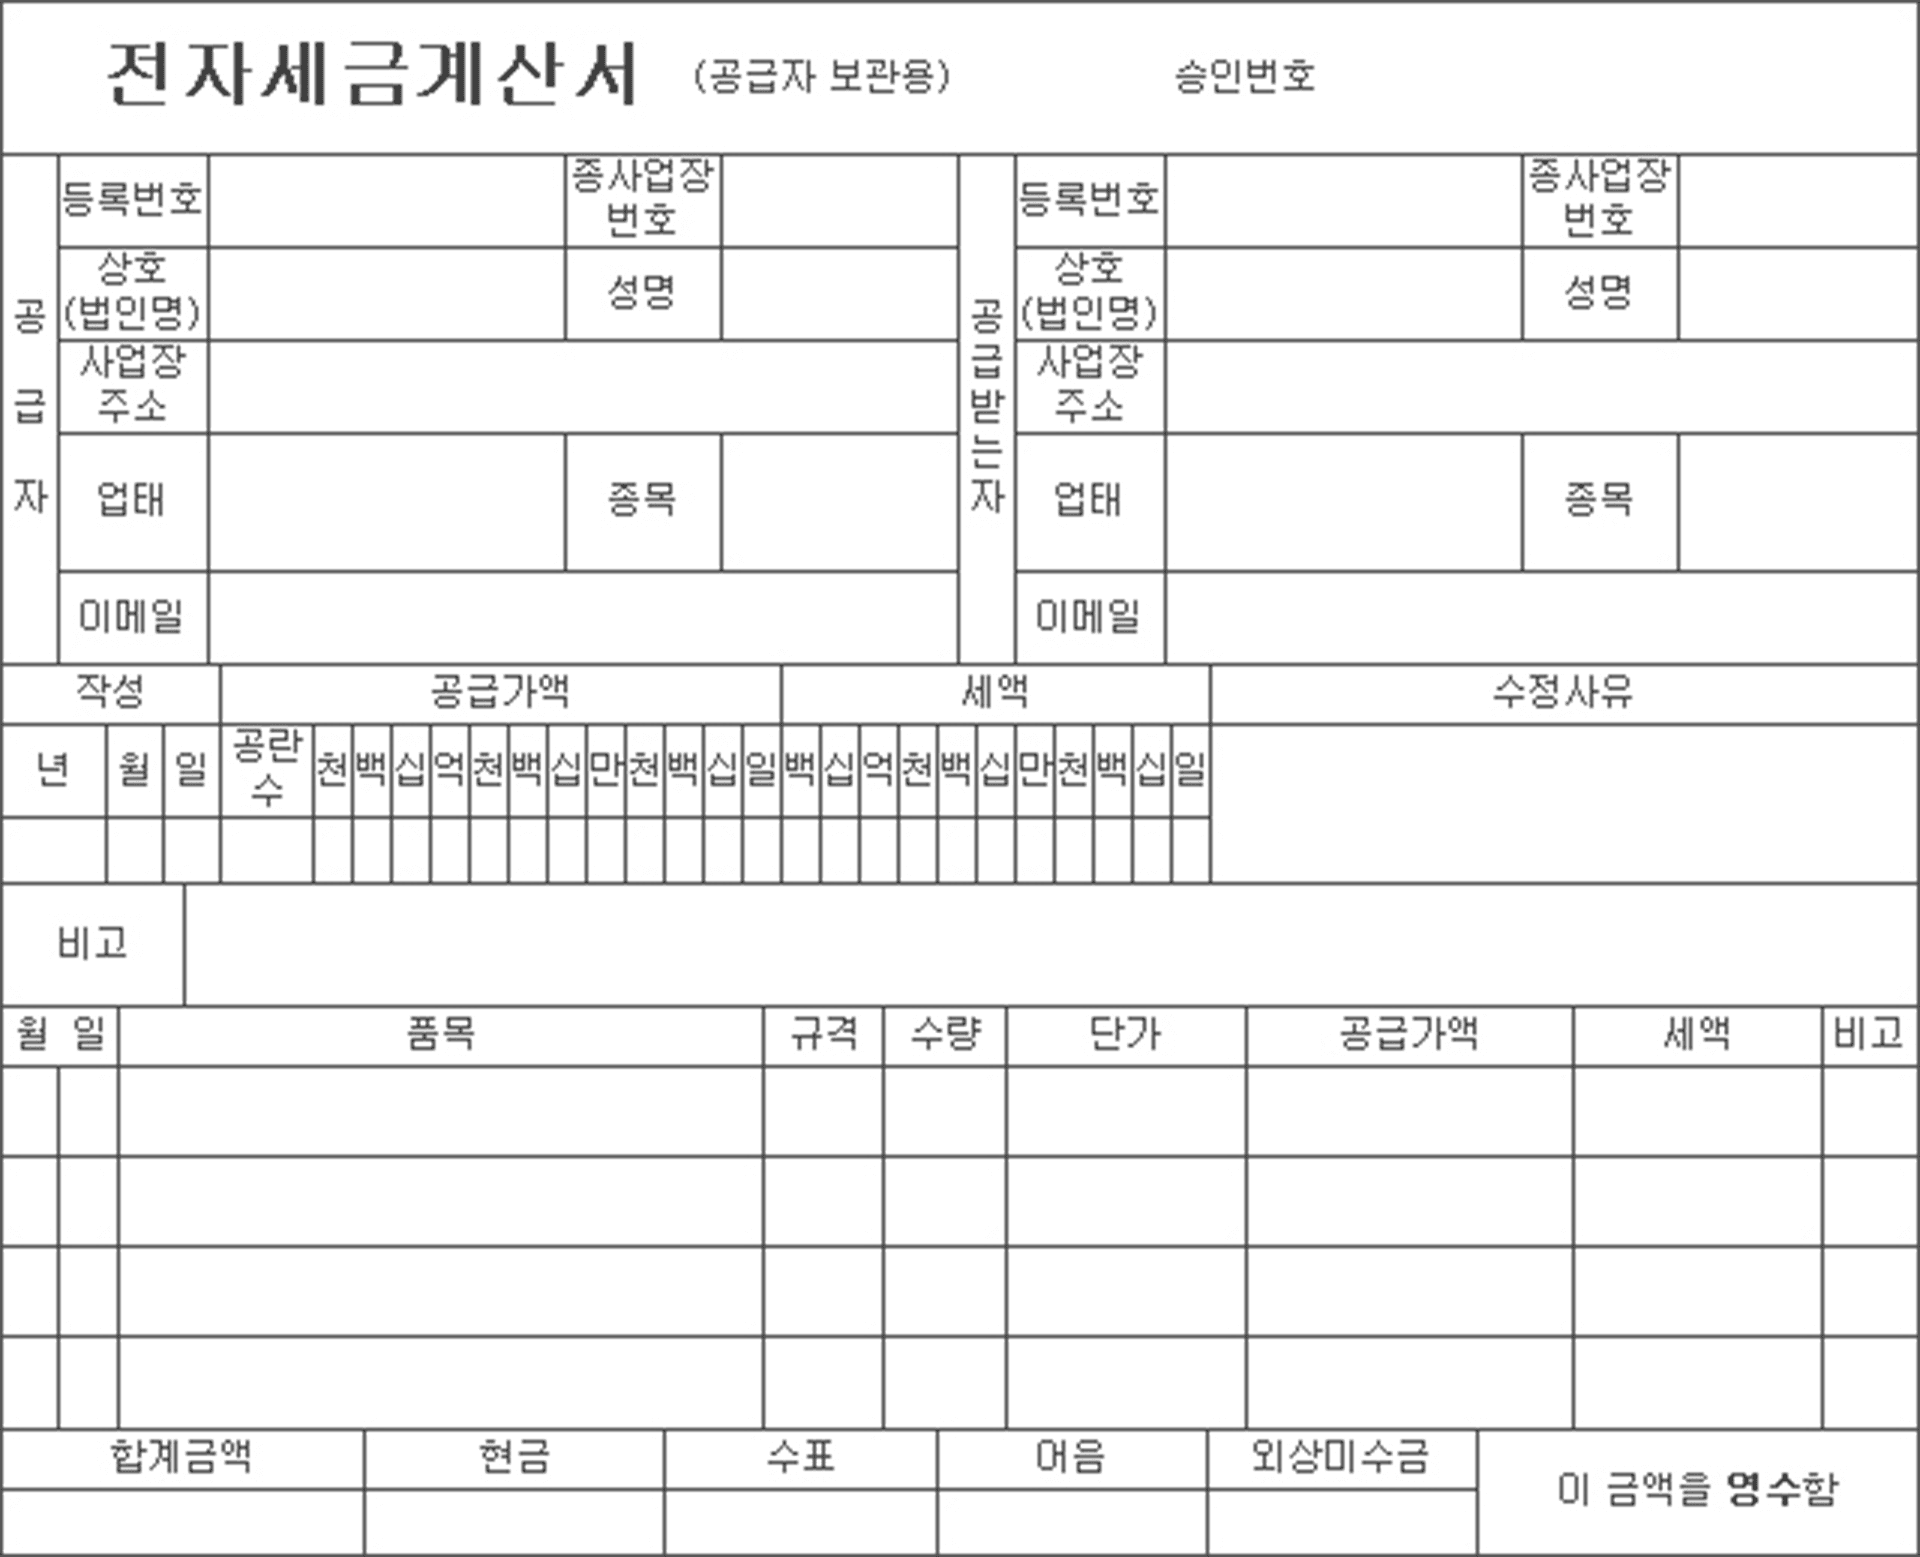 전자세금계산서 (공급자 보관용) 승인번호
공급자
등록번호 종사업장 번호
상호 (법인명) 성명
사업장 주소
업태 종목
이메일
공급받는자
등록번호 종사업장 번호
상호 (법인명) 성명
사업장 주소
업태 종목
이메일
작성 공급가액 세액 수정사유
년 월 일 공란수 천 백 십 억 천 백 십 만 천 백 십 일 백 십 억 천 백 십 만 천 백 십 일
비고
월 일 품목 규격 수량 단가 공급가액 세액 비고
합계금액 현금 수표 어음 외상미수금
이 금액을 영수함